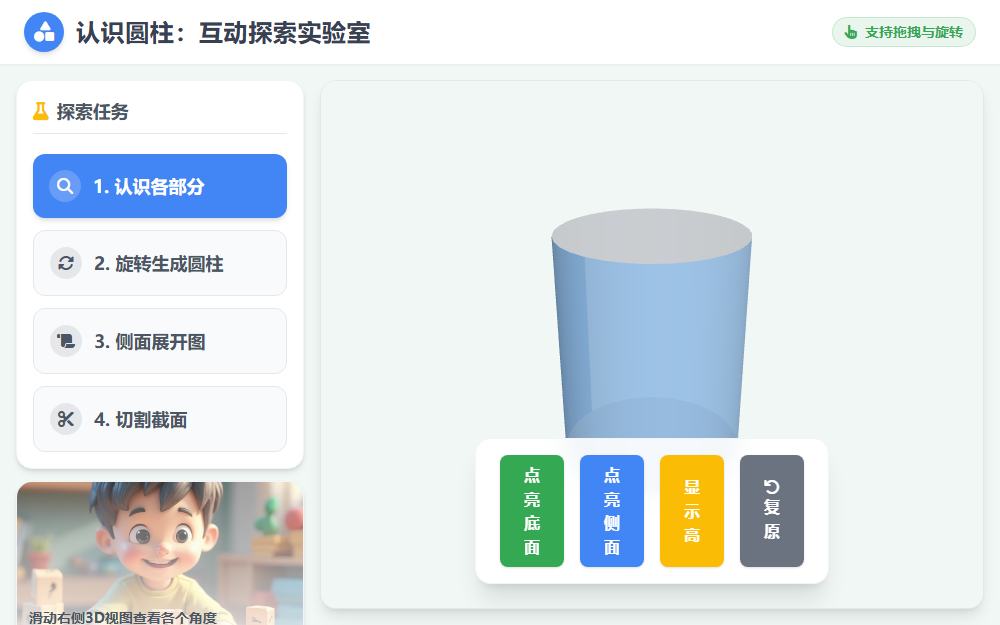 认识圆柱：互动探索实验室
支持拖拽与旋转
探索任务
1. 认识各部分
2. 旋转生成圆柱
3. 侧面展开图
4. 切割截面
滑动右侧3D视图查看各个角度
点亮底面
点亮侧面
显示高
复原